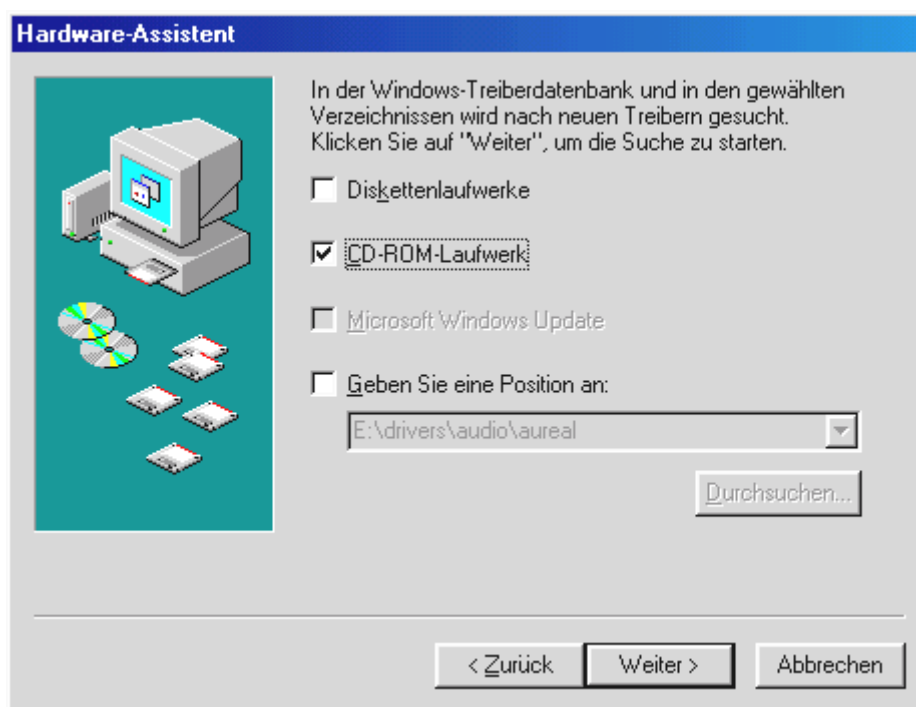 Hardware-Assistent
In der Windows-Treiberdatenbank und in den gewählten
Verzeichnissen wird nach neuen Treibern gesucht.
Klicken Sie auf "Weiter", um die Suche zu starten.
Diskettenlaufwerke
CD-ROM-Laufwerk
Microsoft Windows Update
Geben Sie eine Position an:
E:\drivers\audio\aureal
Durchsuchen...
< Zurück
Weiter >
Abbrechen